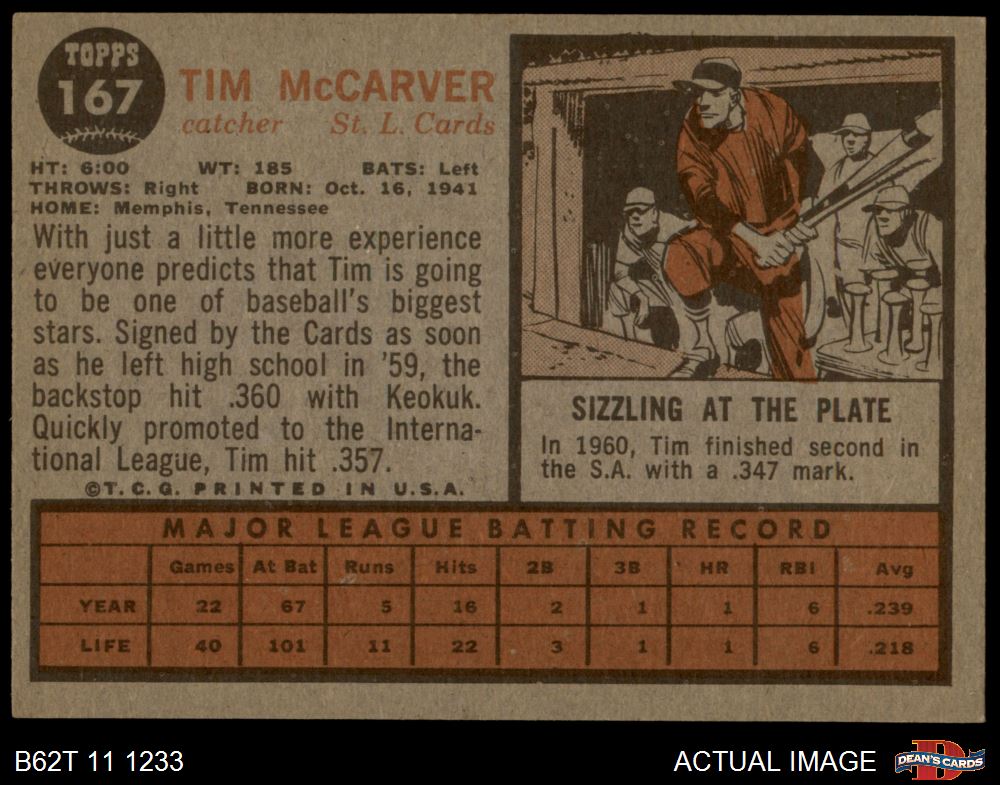 TOPPS
167
TIM McCARVER
catcher St. L. Cards
HT: 6:00 WT: 185 BATS: Left
THROWS: Right BORN: Oct. 16, 1941
HOME: Memphis, Tennessee
With just a little more experience
everyone predicts that Tim is going
to be one of baseball's biggest
stars. Signed by the Cards as soon
as he left high school in '59, the
backstop hit .360 with Keokuk.
Quickly promoted to the Interna-
tional League, Tim hit .357.
©T.C.G. PRINTED IN U.S.A.
SIZZLING AT THE PLATE
In 1960, Tim finished second in
the S.A. with a .347 mark.
MAJOR LEAGUE BATTING RECORD
Games At Bat Runs Hits 2B 3B HR RBI Avg
YEAR 22 67 5 16 2 1 1 6 .239
LIFE 40 101 11 22 3 1 1 6 .218
B62T 11 1233 ACTUAL IMAGE DEAN'S CARDS